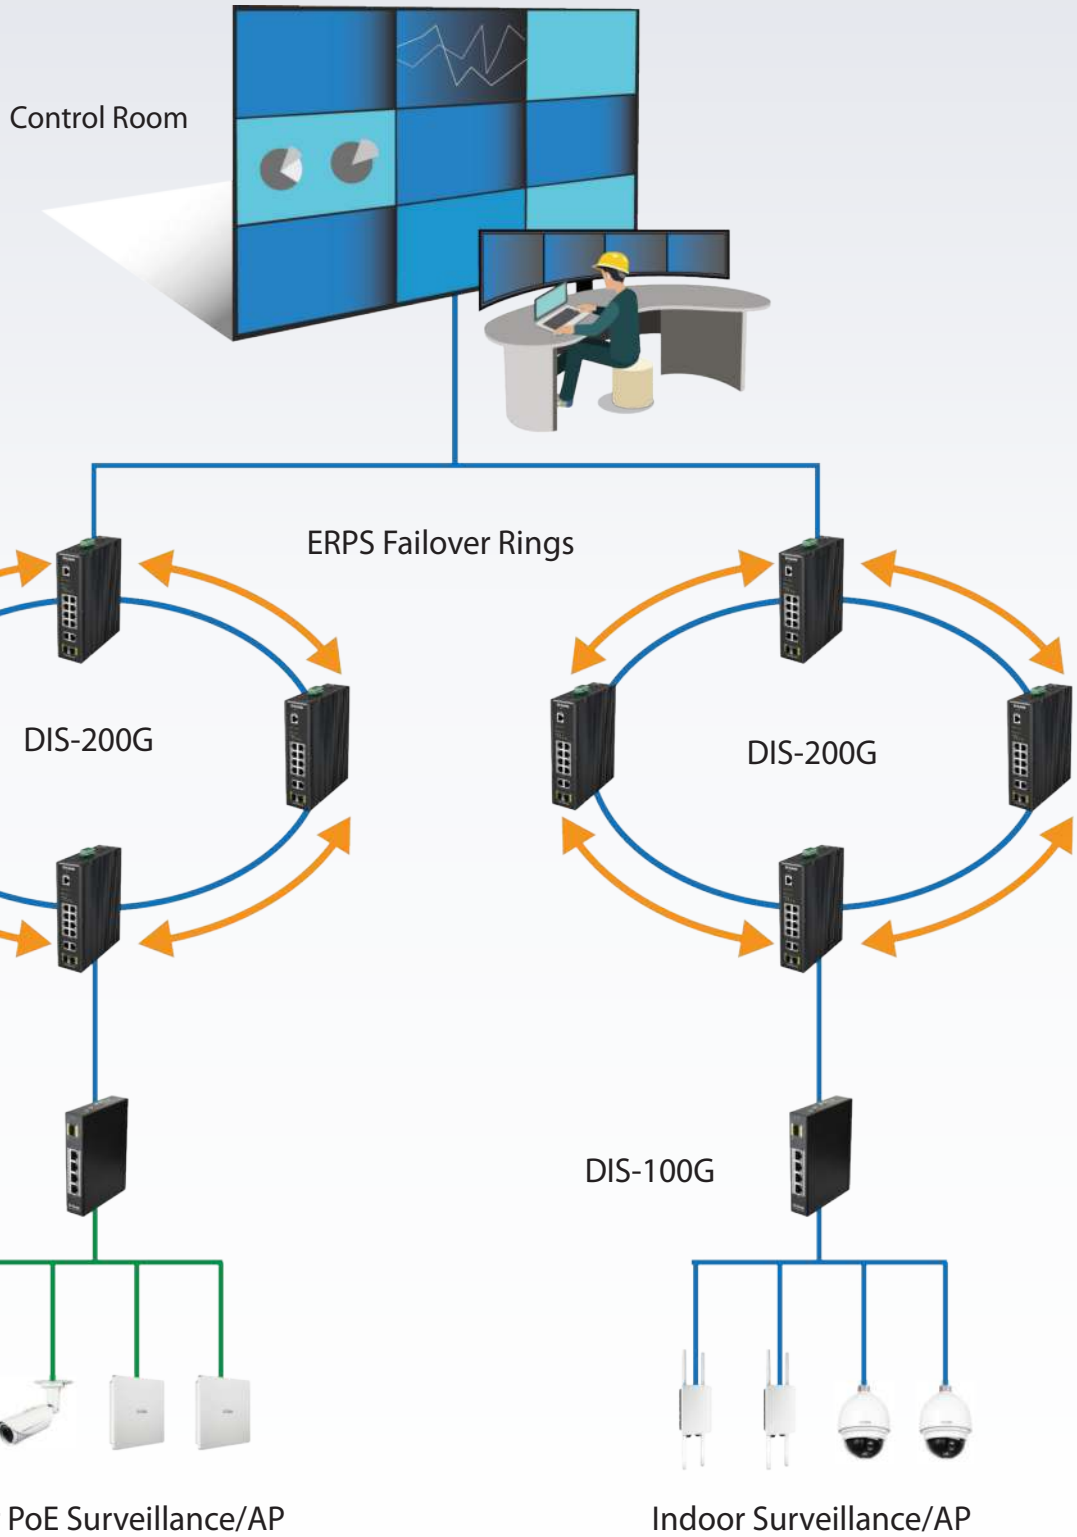 Control Room
ERPS Failover Rings
DIS-200G
DIS-200G
DIS-100G
PoE Surveillance/AP
Indoor Surveillance/AP